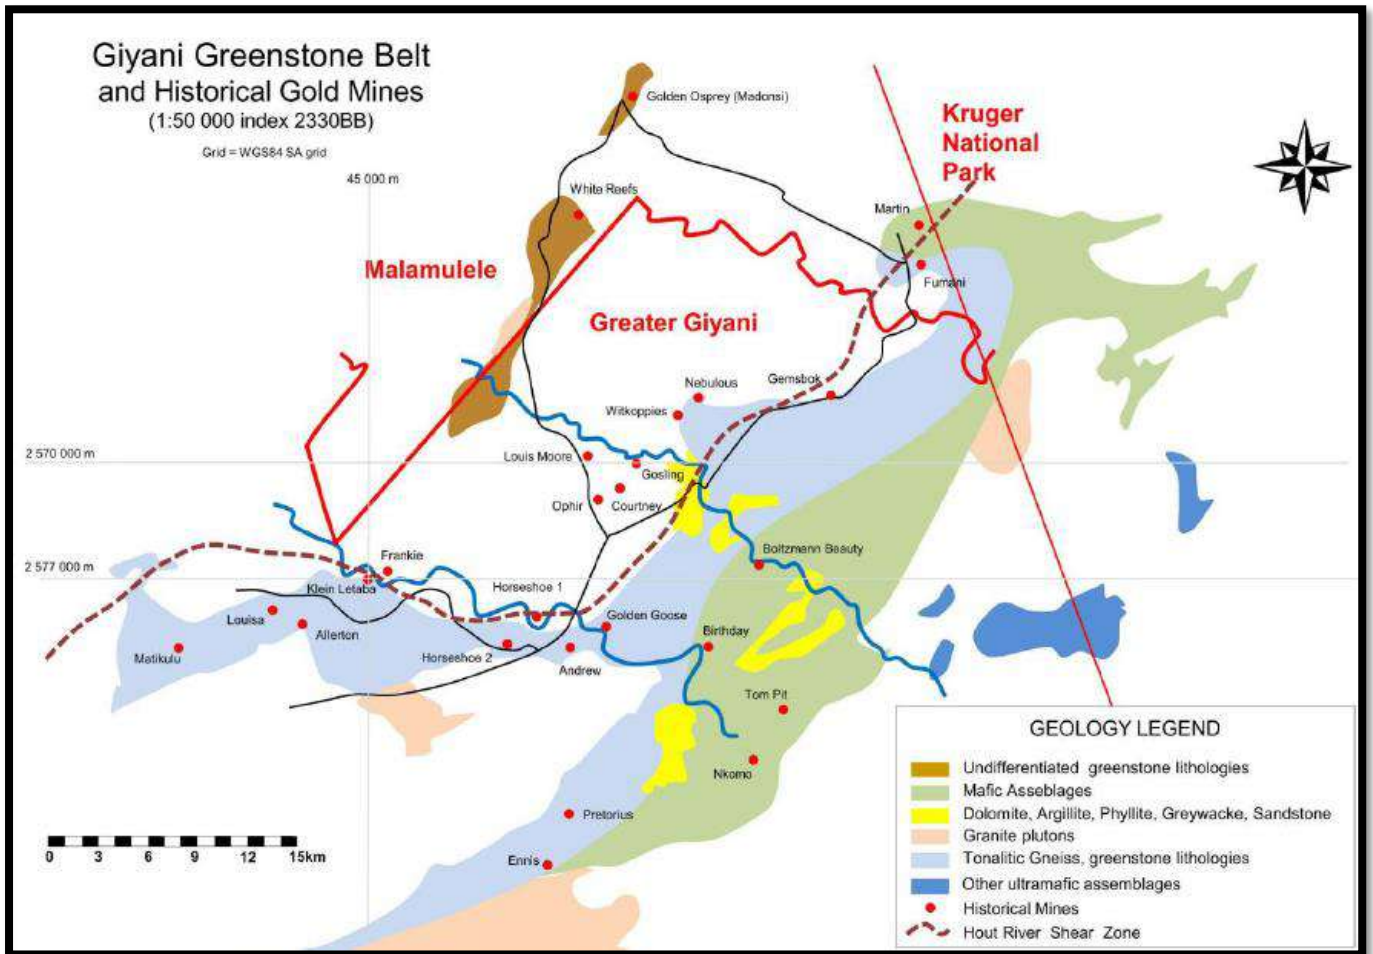 Giyani Greenstone Belt
and Historical Gold Mines
(1:50 000 index 2330BB)
Grid = WGS84 SA grid
45 000 m
Golden Osprey (Madonsi)
Kruger
National
Park
White Reefs
Martin
Malamulele
Fumani
Greater Giyani
Nebulous
Gemsbok
Witkoppies
2 570 000 m
Louis Moore
Gosling
Ophir
Courtney
Boltzmann Beauty
Frankie
2 577 000 m
Klein Letaba
Horseshoe 1
Louisa
Allerton
Golden Goose
Birthday
Matikulu
Horseshoe 2
Andrew
Tom Pit
Nkomo
Pretorius
Ennis
0 3 6 9 12 15km
GEOLOGY LEGEND
Undifferentiated greenstone lithologies
Mafic Asseblages
Dolomite, Argillite, Phyllite, Greywacke, Sandstone
Granite plutons
Tonalitic Gneiss, greenstone lithologies
Other ultramafic assemblages
Historical Mines
Hout River Shear Zone